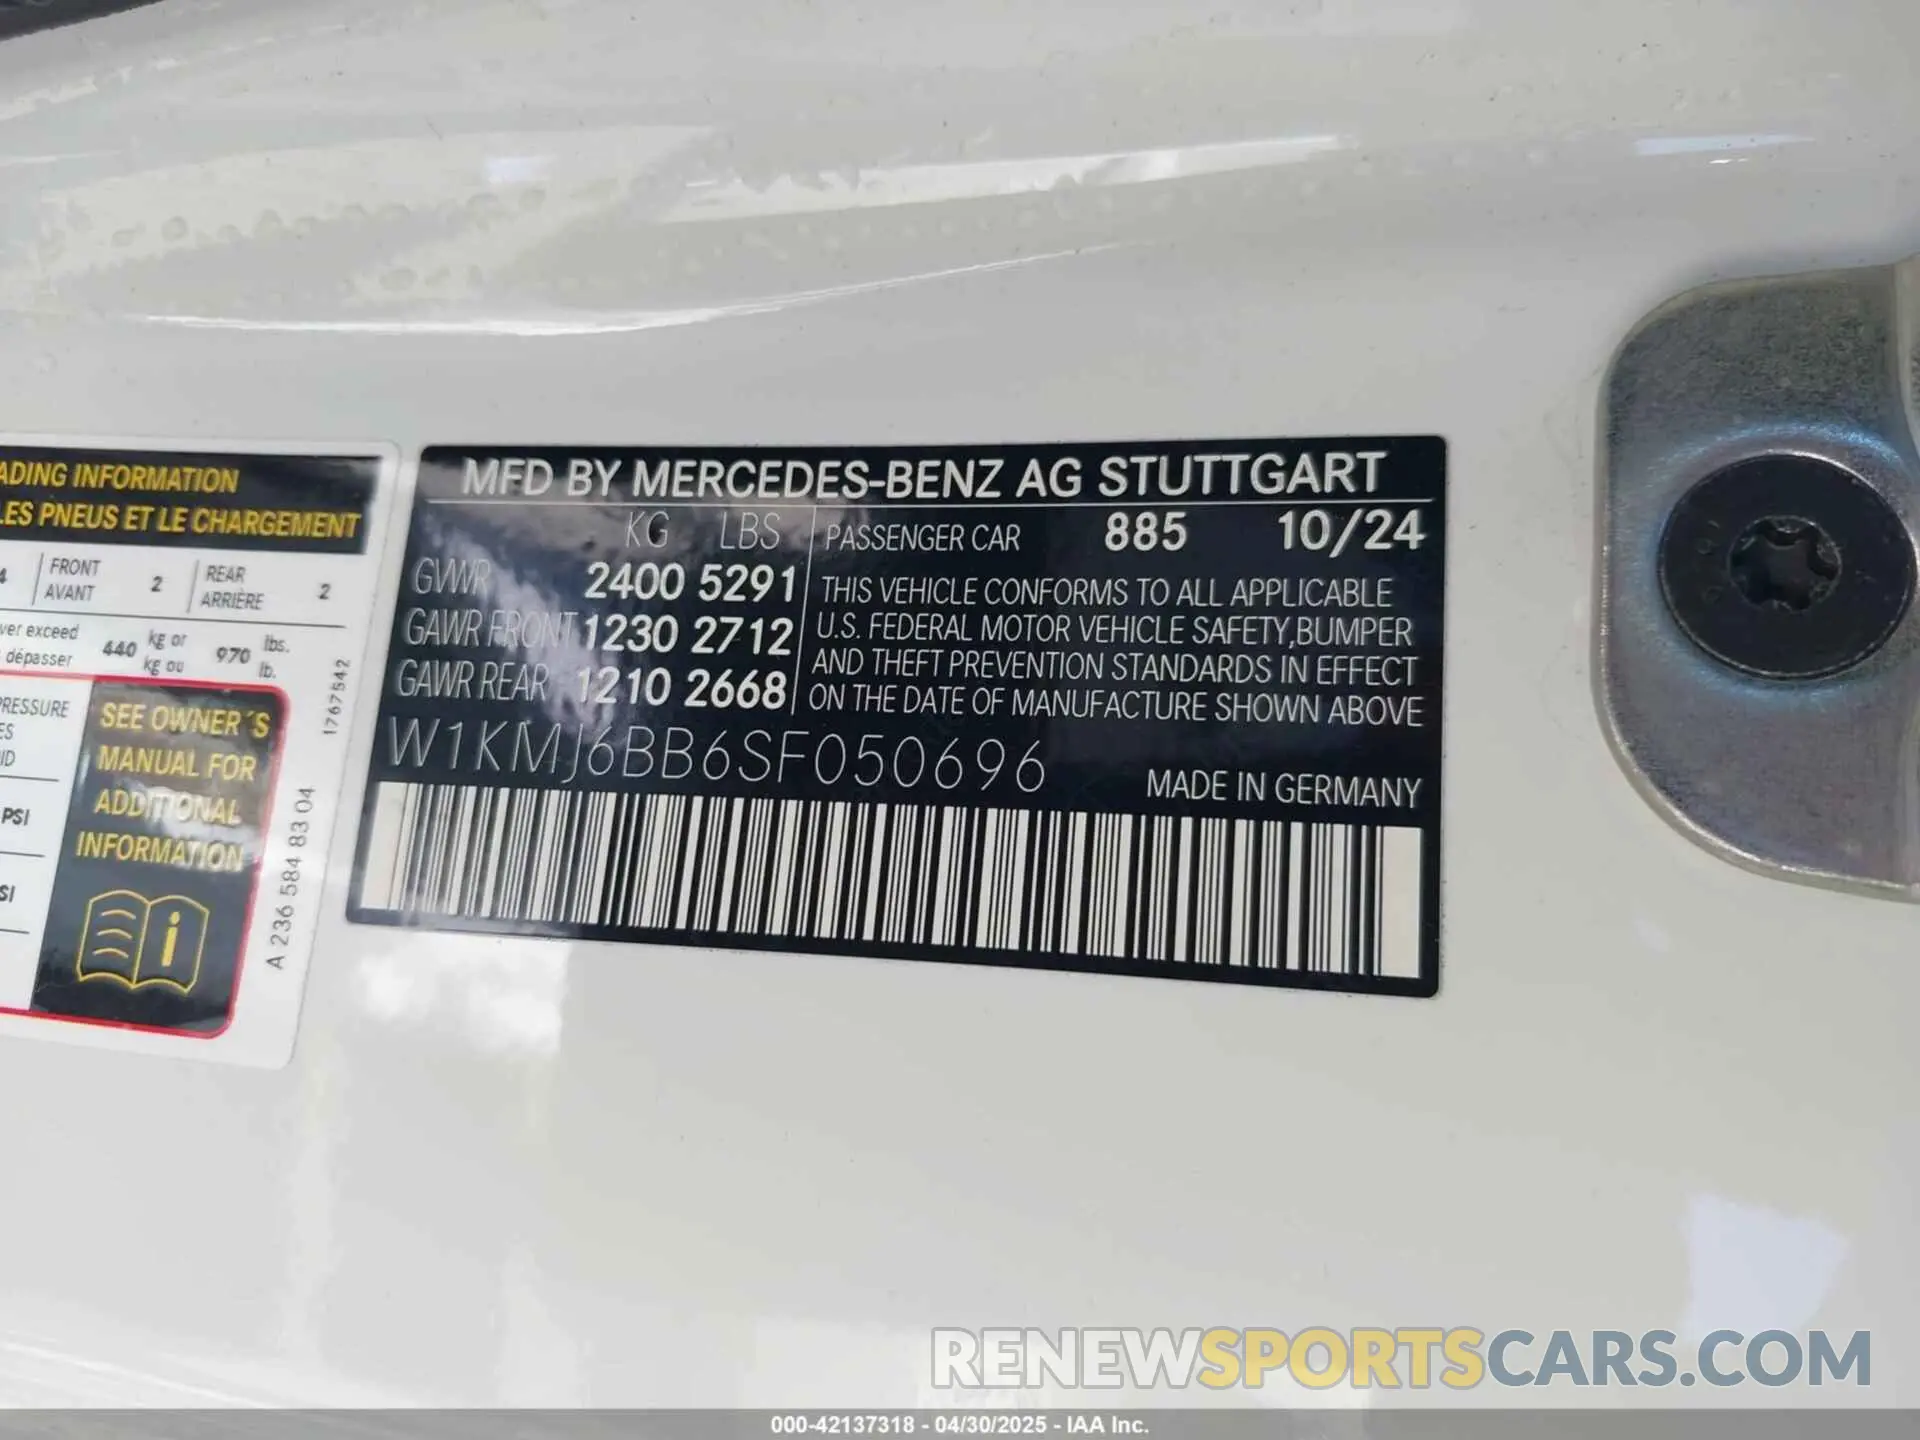 ADING INFORMATION
LES PNEUS ET LE CHARGEMENT
4 FRONT AVANT 2 REAR ARRIÈRE 2
ver exceed 440 kg or 970 lbs.
dépasser kg ou lb.
PRESSURE
ES
ID
PSI
SI
SEE OWNER´S
MANUAL FOR
ADDITIONAL
INFORMATION
i
1767542
A 236 584 83 04
MFD BY MERCEDES-BENZ AG STUTTGART
KG LBS PASSENGER CAR 885 10/24
GVWR 2400 5291
GAWR FRONT 1230 2712
GAWR REAR 1210 2668
THIS VEHICLE CONFORMS TO ALL APPLICABLE
U.S. FEDERAL MOTOR VEHICLE SAFETY,BUMPER
AND THEFT PREVENTION STANDARDS IN EFFECT
ON THE DATE OF MANUFACTURE SHOWN ABOVE
W1KMJ6BB6SF050696
MADE IN GERMANY
RENEWSPORTSCARS.COM
000-42137318 - 04/30/2025 - IAA Inc.